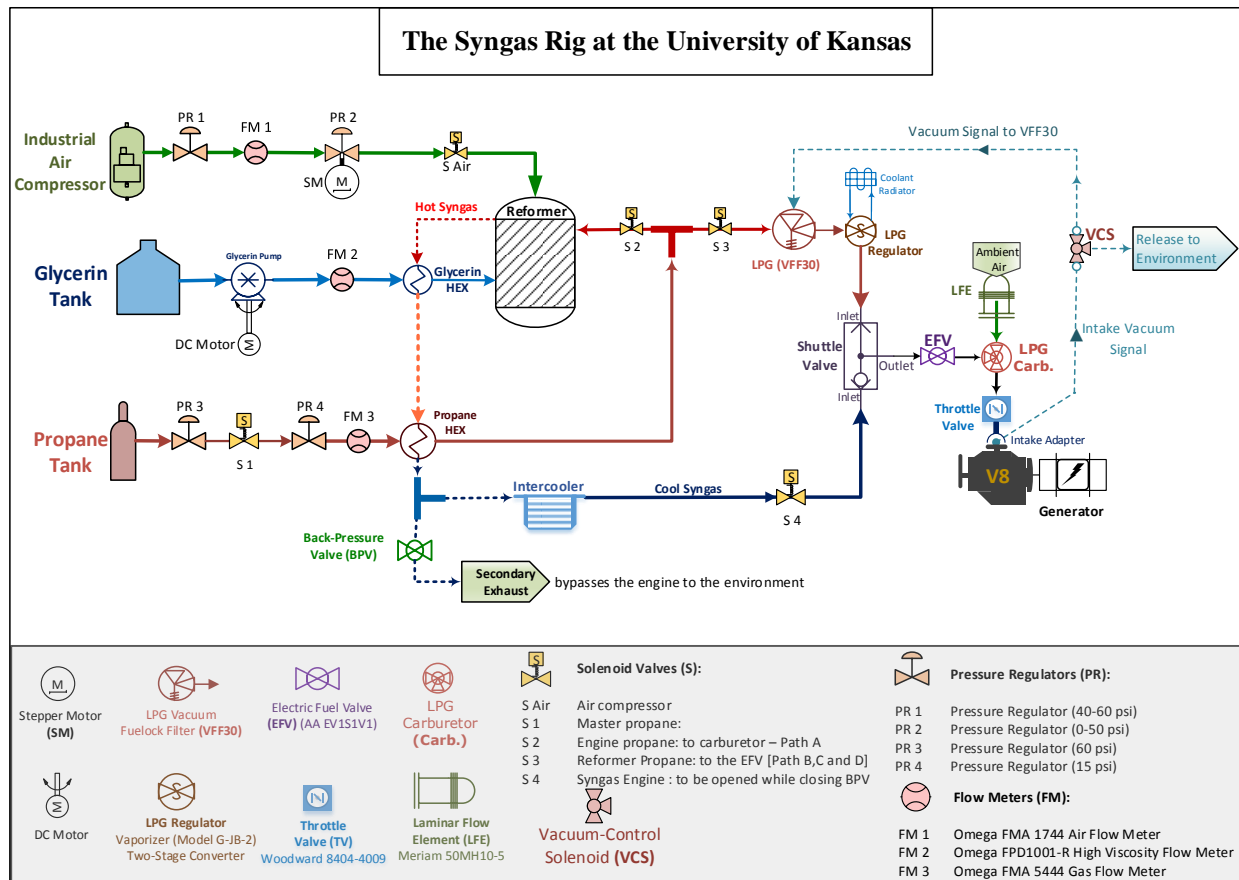 The Syngas Rig at the University of Kansas
Industrial
Air
Compressor
PR 1
FM 1
PR 2
SM
M
S
S Air
Reformer
Hot Syngas
Glycerin
Tank
Glycerin Pump
FM 2
Glycerin
HEX
DC Motor
M
Propane
Tank
PR 3
S
S 1
PR 4
FM 3
Propane
HEX
S
S 2
S
S 3
Vacuum Signal to VFF30
LPG (VFF30)
Coolant
Radiator
S
LPG
Regulator
Inlet
Shuttle
Valve
Outlet
Inlet
EFV
Ambient
Air
LFE
LPG
Carb.
VCS
Release to
Environment
Intake Vacuum
Signal
Throttle
Valve
N
Intake Adapter
V8
Generator
Intercooler
Cool Syngas
S
S 4
Back-Pressure
Valve (BPV)
Secondary
Exhaust
bypasses the engine to the environment
M
Stepper Motor
(SM)
LPG Vacuum
Fuelock Filter (VFF30)
Electric Fuel Valve
(EFV) (AA EV1S1V1)
LPG
Carburetor
(Carb.)
M
DC Motor
S
LPG Regulator
Vaporizer (Model G-JB-2)
Two-Stage Converter
N
Throttle
Valve (TV)
Woodward 8404-4009
Laminar Flow
Element (LFE)
Meriam 50MH10-5
S
Solenoid Valves (S):
S Air Air compressor
S 1 Master propane:
S 2 Engine propane: to carburetor – Path A
S 3 Reformer Propane: to the EFV [Path B,C and D]
S 4 Syngas Engine : to be opened while closing BPV
Vacuum-Control
Solenoid (VCS)
Pressure Regulators (PR):
PR 1 Pressure Regulator (40-60 psi)
PR 2 Pressure Regulator (0-50 psi)
PR 3 Pressure Regulator (60 psi)
PR 4 Pressure Regulator (15 psi)
Flow Meters (FM):
FM 1 Omega FMA 1744 Air Flow Meter
FM 2 Omega FPD1001-R High Viscosity Flow Meter
FM 3 Omega FMA 5444 Gas Flow Meter